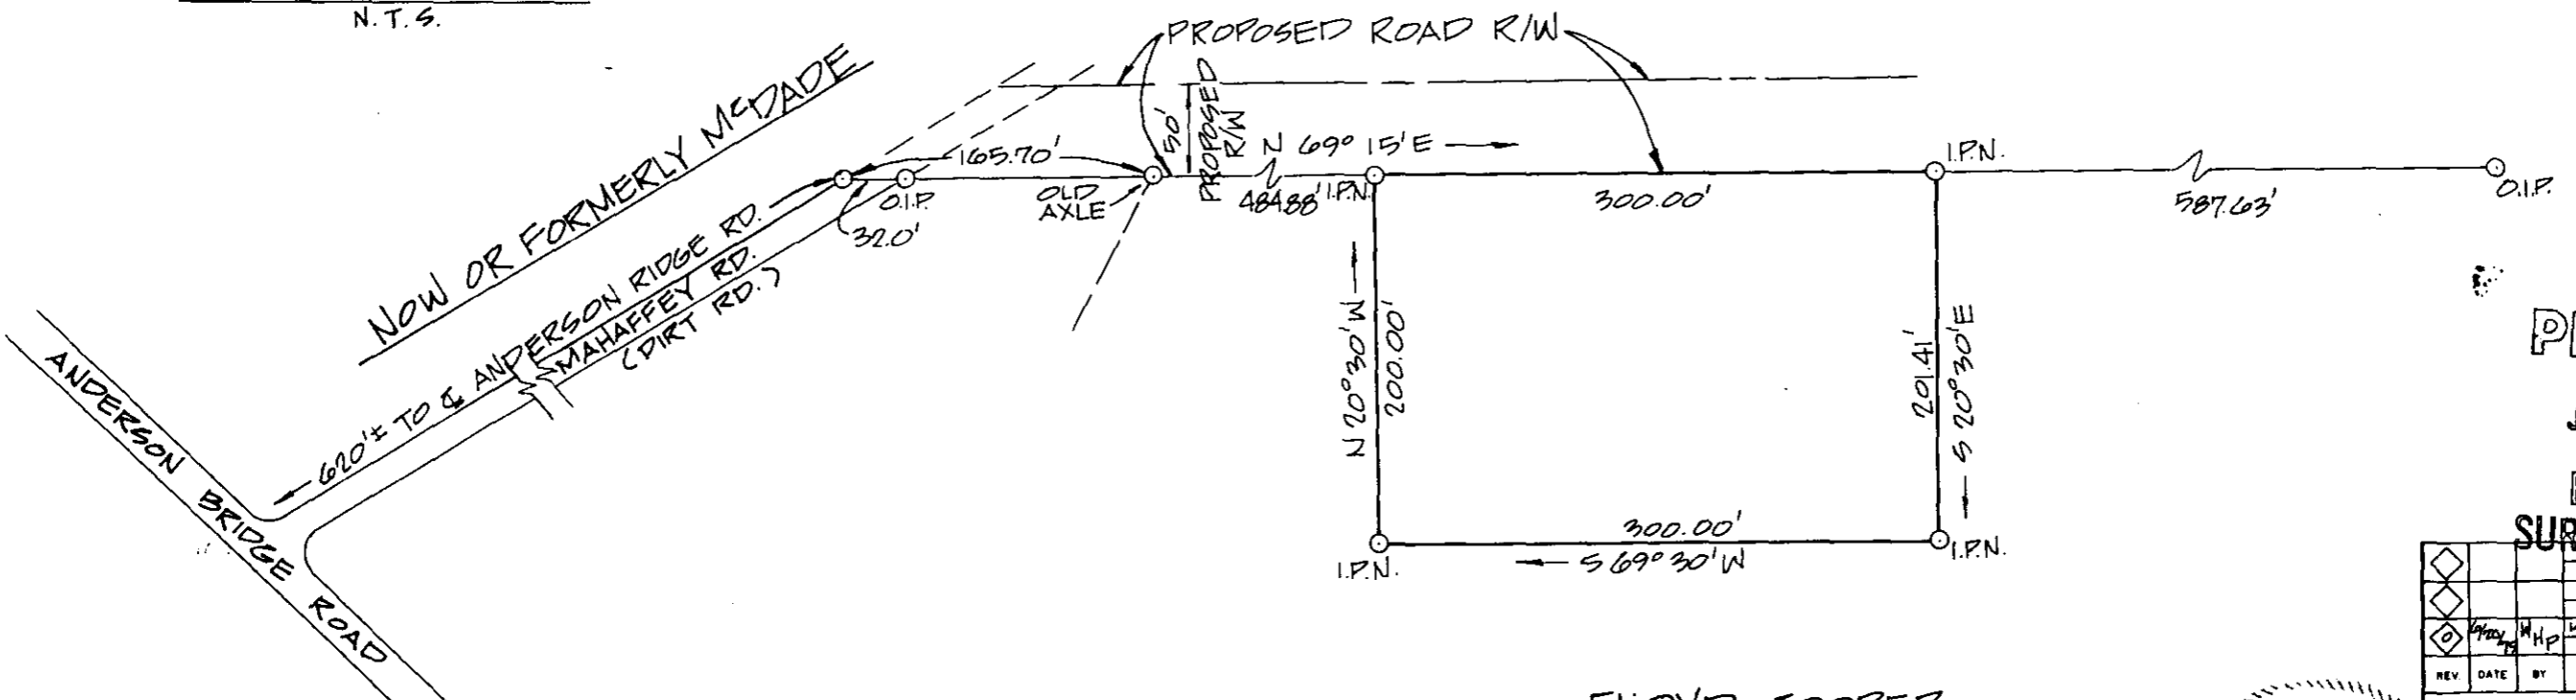 N.T.S.
PROPOSED ROAD R/W
NOW OR FORMERLY McDADE
165.70'
50'
PROPOSED
R/W
N 69° 15' E
I.P.N.
O.I.P.
OLD
AXLE
484.88'
I.P.N.
300.00'
587.63'
O.I.P.
32.0'
620'± TO ℄ ANDERSON RIDGE RD.
MAHAFFEY RD.
(DIRT RD.)
N 20° 30' W
200.00'
201.41'
S 20° 30' E
ANDERSON BRIDGE ROAD
300.00'
S 69° 30' W
I.P.N.
I.P.N.
WHP
REV. DATE BY